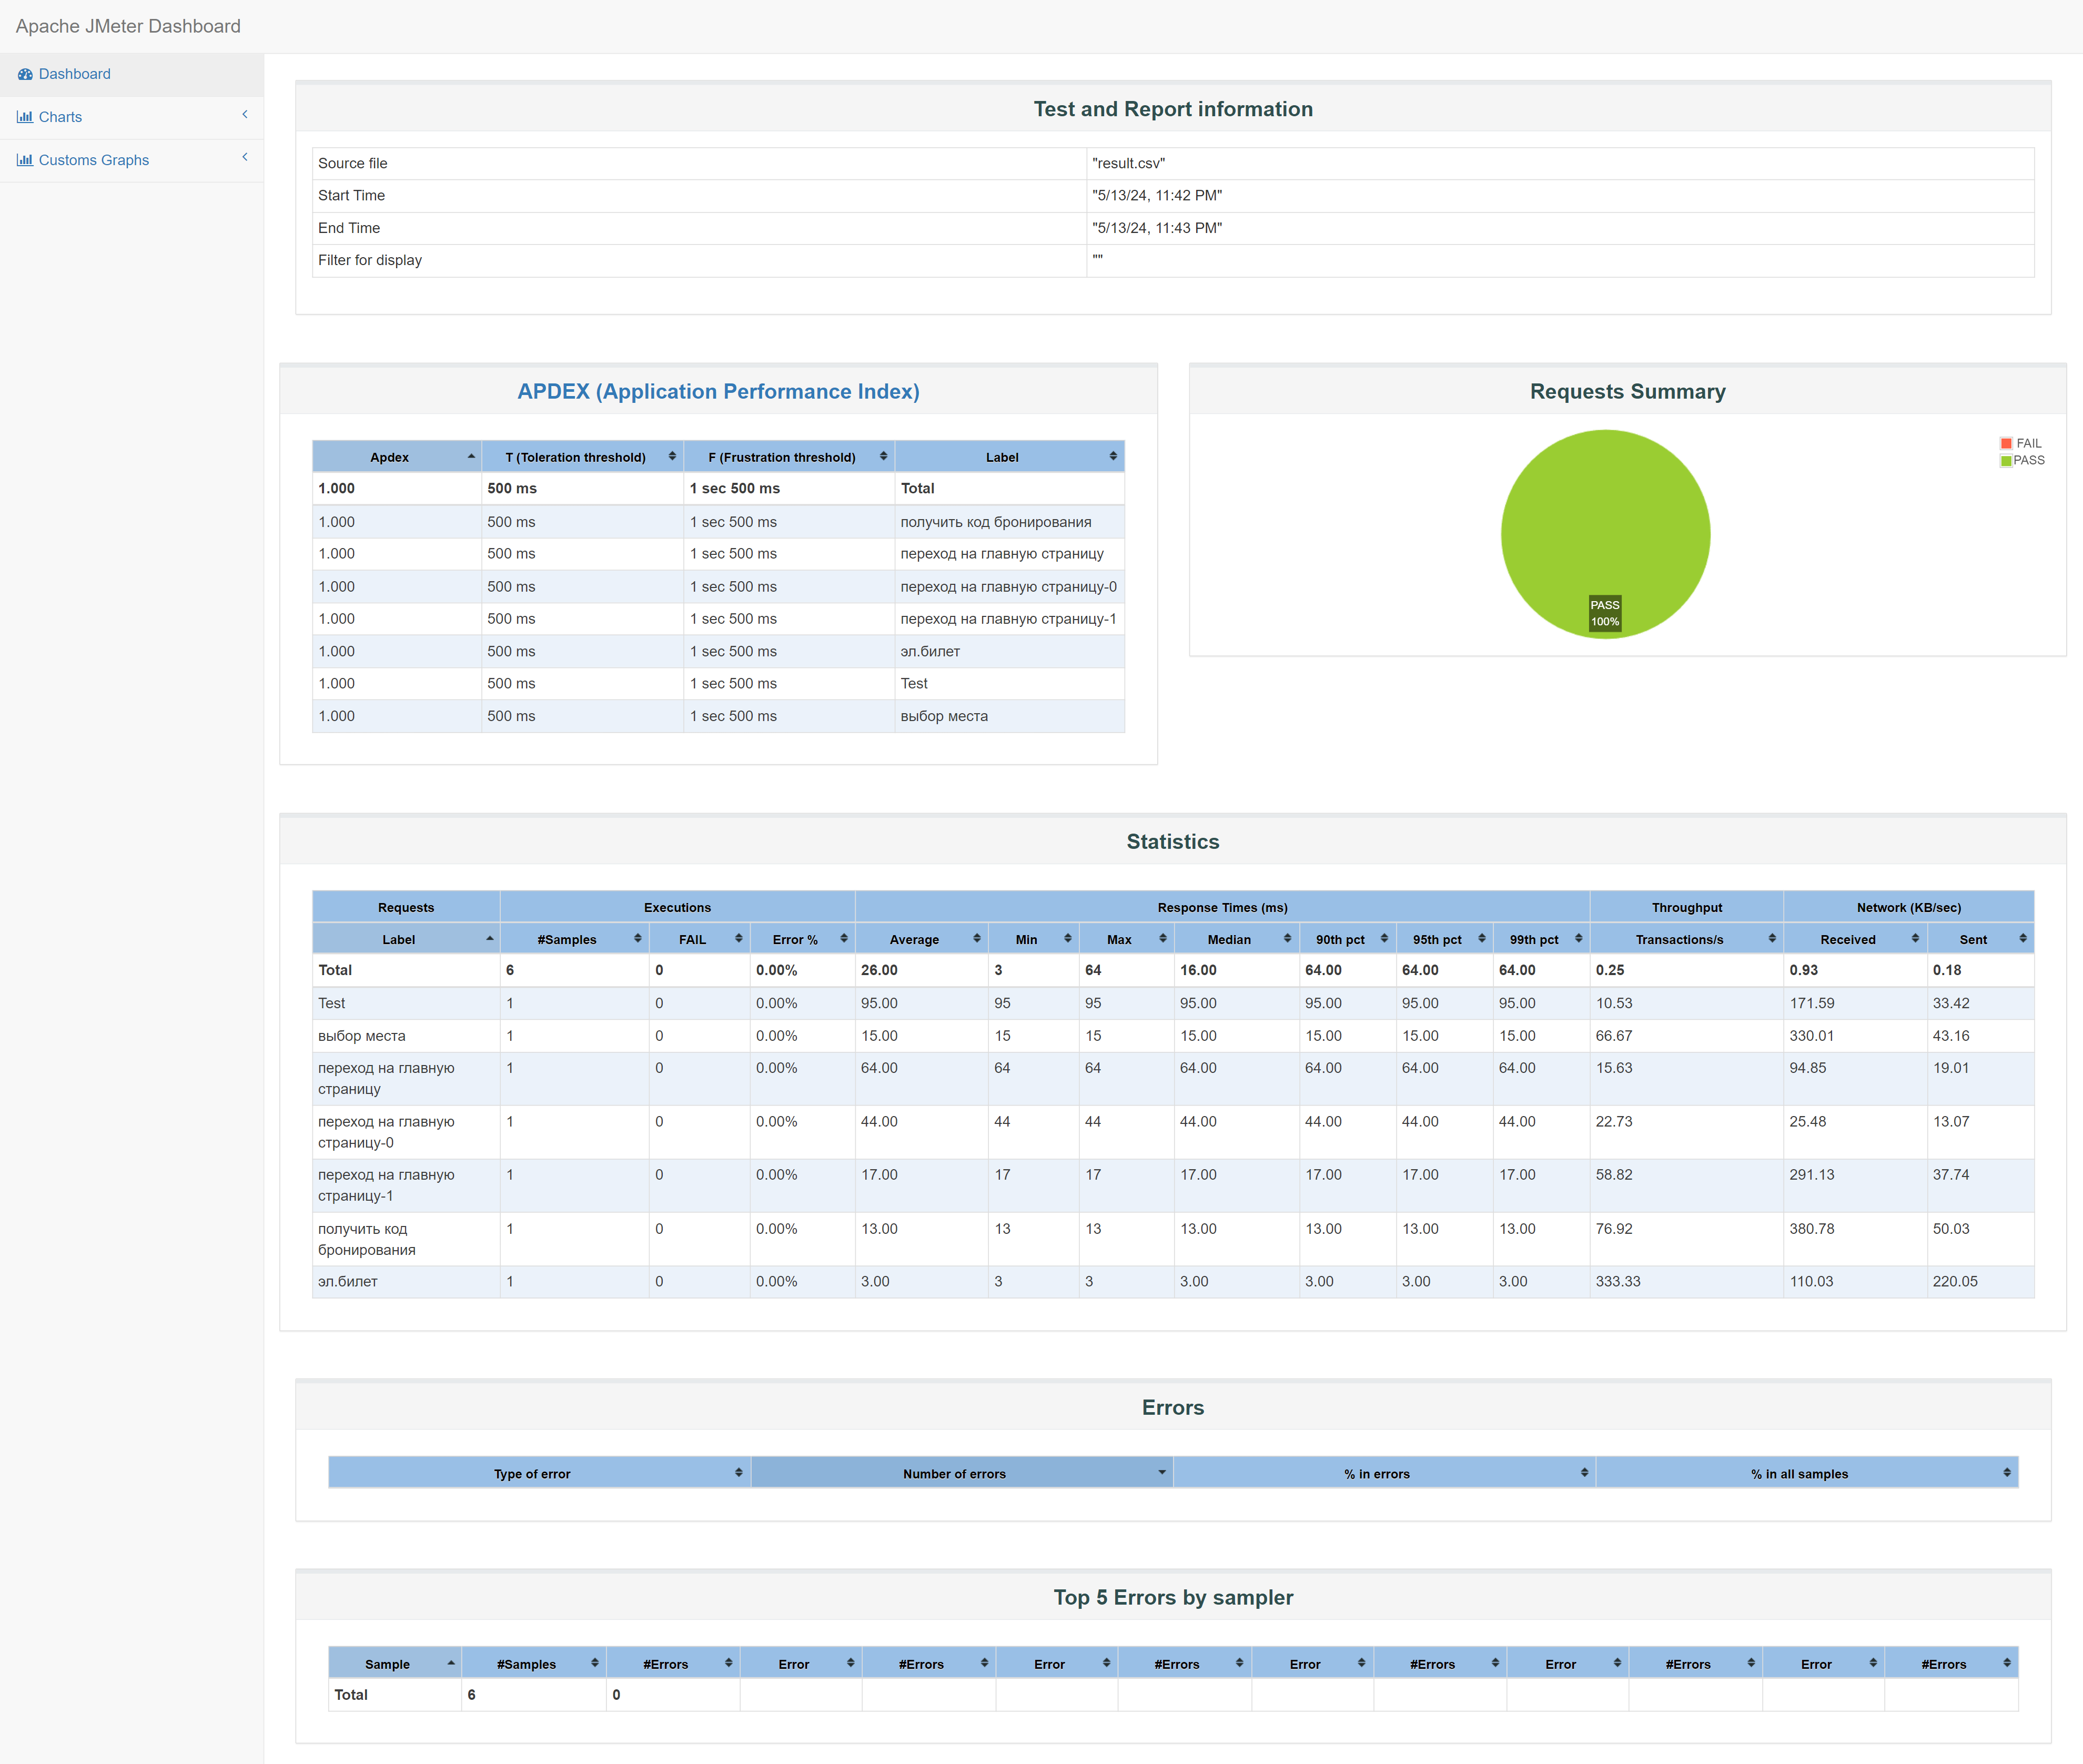 Apache JMeter Dashboard
Dashboard
Charts
Customs Graphs
Test and Report information
Source file "result.csv"
Start Time "5/13/24, 11:42 PM"
End Time "5/13/24, 11:43 PM"
Filter for display ""
APDEX (Application Performance Index)
Apdex T (Toleration threshold) F (Frustration threshold) Label
1.000 500 ms 1 sec 500 ms Total
1.000 500 ms 1 sec 500 ms получить код бронирования
1.000 500 ms 1 sec 500 ms переход на главную страницу
1.000 500 ms 1 sec 500 ms переход на главную страницу-0
1.000 500 ms 1 sec 500 ms переход на главную страницу-1
1.000 500 ms 1 sec 500 ms эл.билет
1.000 500 ms 1 sec 500 ms Test
1.000 500 ms 1 sec 500 ms выбор места
Requests Summary
FAIL
PASS
PASS
100%
Statistics
Requests Executions Response Times (ms) Throughput Network (KB/sec)
Label #Samples FAIL Error % Average Min Max Median 90th pct 95th pct 99th pct Transactions/s Received Sent
Total 6 0 0.00% 26.00 3 64 16.00 64.00 64.00 64.00 0.25 0.93 0.18
Test 1 0 0.00% 95.00 95 95 95.00 95.00 95.00 95.00 10.53 171.59 33.42
выбор места 1 0 0.00% 15.00 15 15 15.00 15.00 15.00 15.00 66.67 330.01 43.16
переход на главную 1 0 0.00% 64.00 64 64 64.00 64.00 64.00 64.00 15.63 94.85 19.01
страницу
переход на главную 1 0 0.00% 44.00 44 44 44.00 44.00 44.00 44.00 22.73 25.48 13.07
страницу-0
переход на главную 1 0 0.00% 17.00 17 17 17.00 17.00 17.00 17.00 58.82 291.13 37.74
страницу-1
получить код 1 0 0.00% 13.00 13 13 13.00 13.00 13.00 13.00 76.92 380.78 50.03
бронирования
эл.билет 1 0 0.00% 3.00 3 3 3.00 3.00 3.00 3.00 333.33 110.03 220.05
Errors
Type of error Number of errors % in errors % in all samples
Top 5 Errors by sampler
Sample #Samples #Errors Error #Errors Error #Errors Error #Errors Error #Errors Error #Errors
Total 6 0